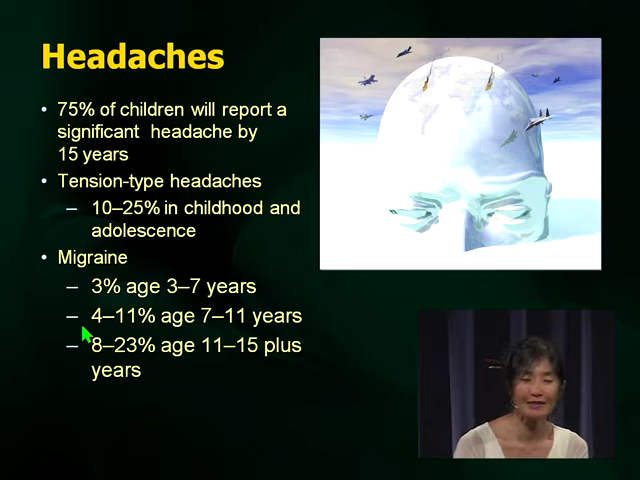 Headaches
• 75% of children will report a
significant headache by
15 years
• Tension-type headaches
– 10–25% in childhood and
adolescence
• Migraine
– 3% age 3–7 years
– 4–11% age 7–11 years
– 8–23% age 11–15 plus
years